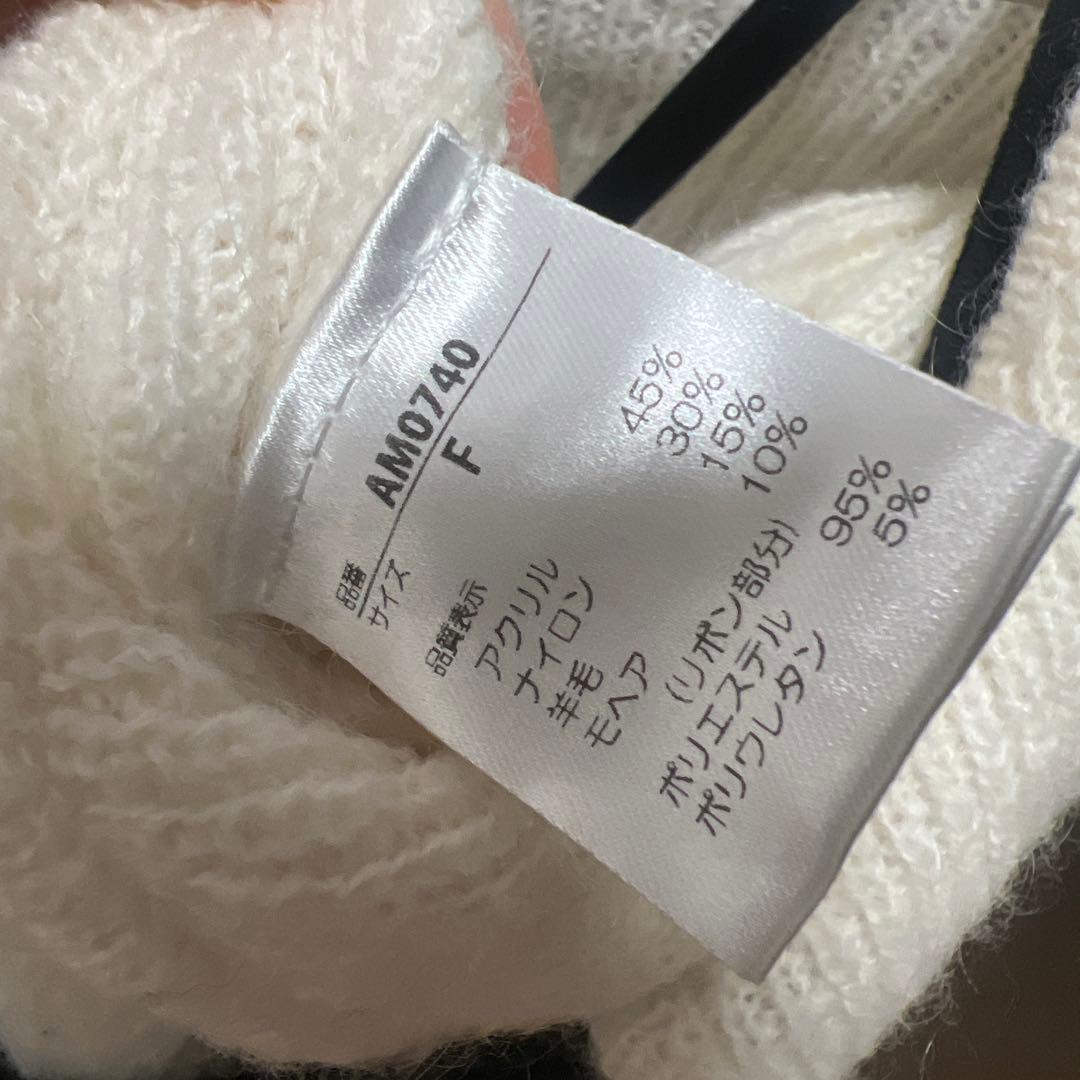 品番 AM0740
サイズ F
品質表示
アクリル 45%
ナイロン 30%
羊毛 15%
モヘア 10%
(リボン部分)
ポリエステル 95%
ポリウレタン 5%